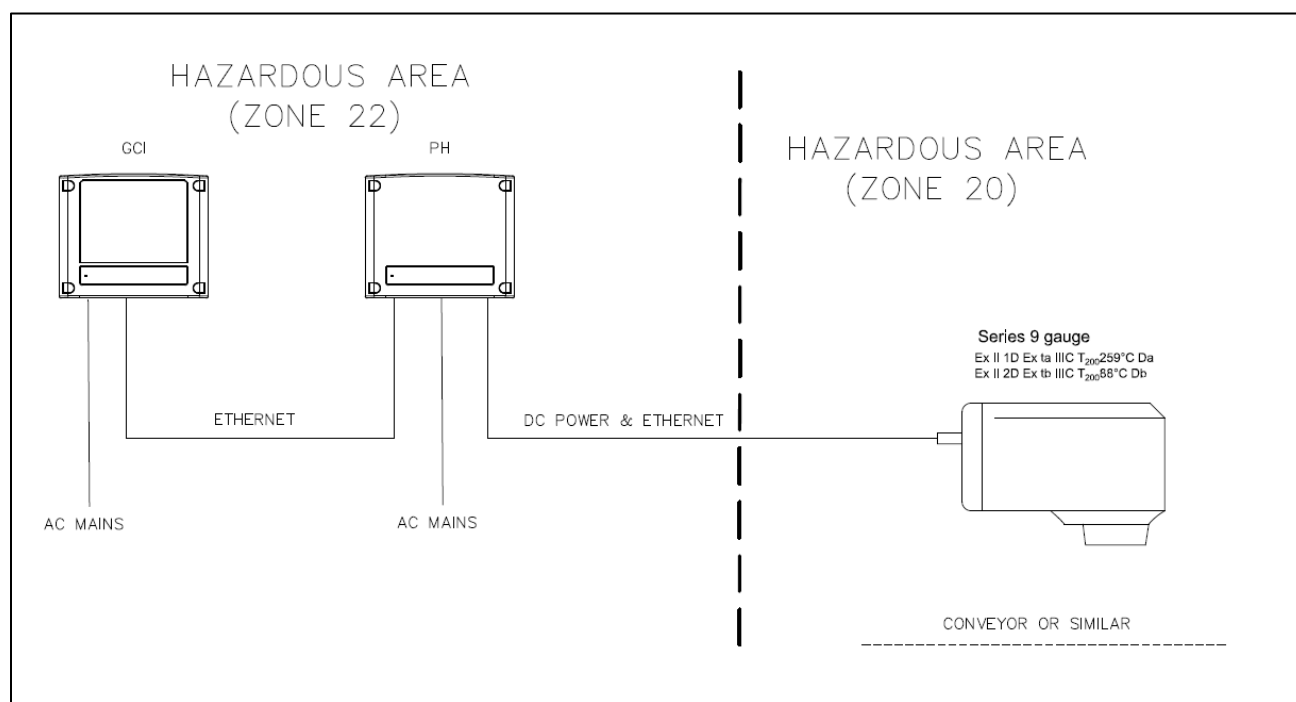 HAZARDOUS AREA
(ZONE 22)
GCI
PH
HAZARDOUS AREA
(ZONE 20)
Series 9 gauge
Ex II 1D Ex ta IIIC T₂₀₀259°C Da
Ex II 2D Ex tb IIIC T₂₀₀88°C Db
ETHERNET
DC POWER & ETHERNET
AC MAINS
AC MAINS
CONVEYOR OR SIMILAR